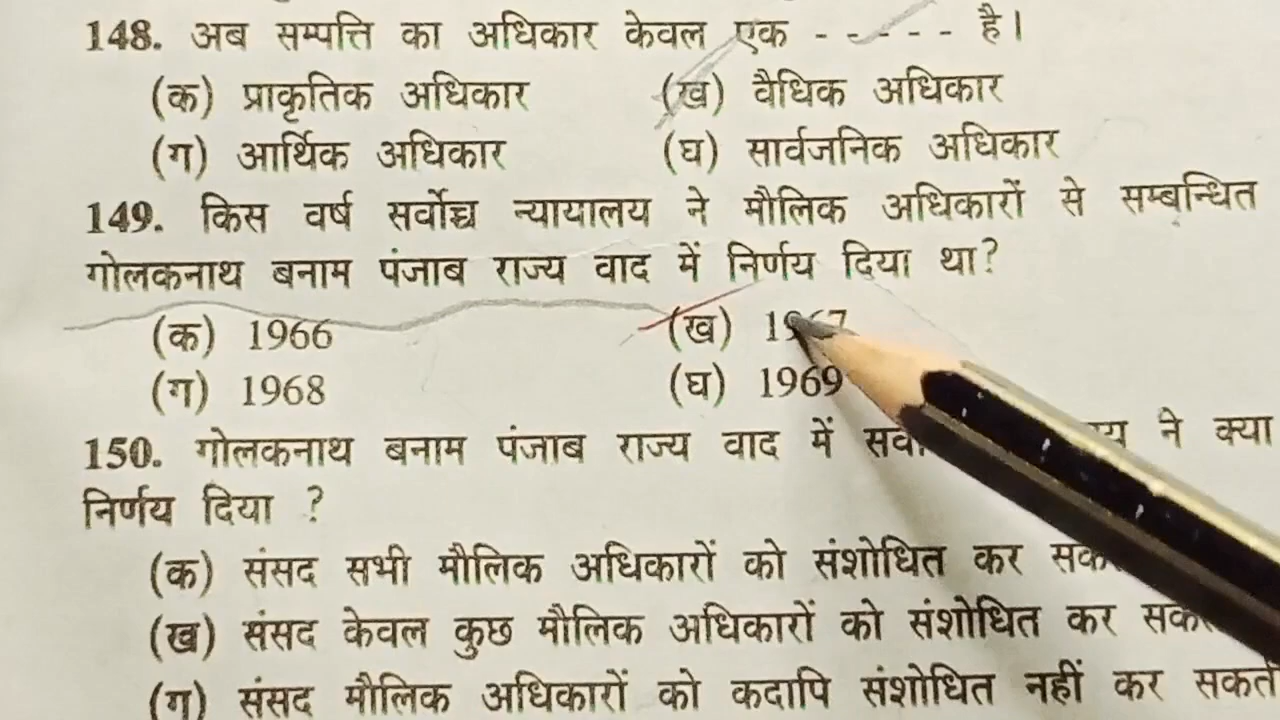 148. अब सम्पत्ति का अधिकार केवल एक - - - - - है।
(क) प्राकृतिक अधिकार (ख) वैधिक अधिकार
(ग) आर्थिक अधिकार (घ) सार्वजनिक अधिकार
149. किस वर्ष सर्वोच्च न्यायालय ने मौलिक अधिकारों से सम्बन्धित
गोलकनाथ बनाम पंजाब राज्य वाद में निर्णय दिया था?
(क) 1966 (ख) 1967
(ग) 1968 (घ) 1969
150. गोलकनाथ बनाम पंजाब राज्य वाद में ने क्या
निर्णय दिया ?
(क) संसद सभी मौलिक अधिकारों को संशोधित कर
(ख) संसद केवल कुछ मौलिक अधिकारों को संशोधित कर
(ग) संसद मौलिक अधिकारों को कदापि संशोधित नहीं कर